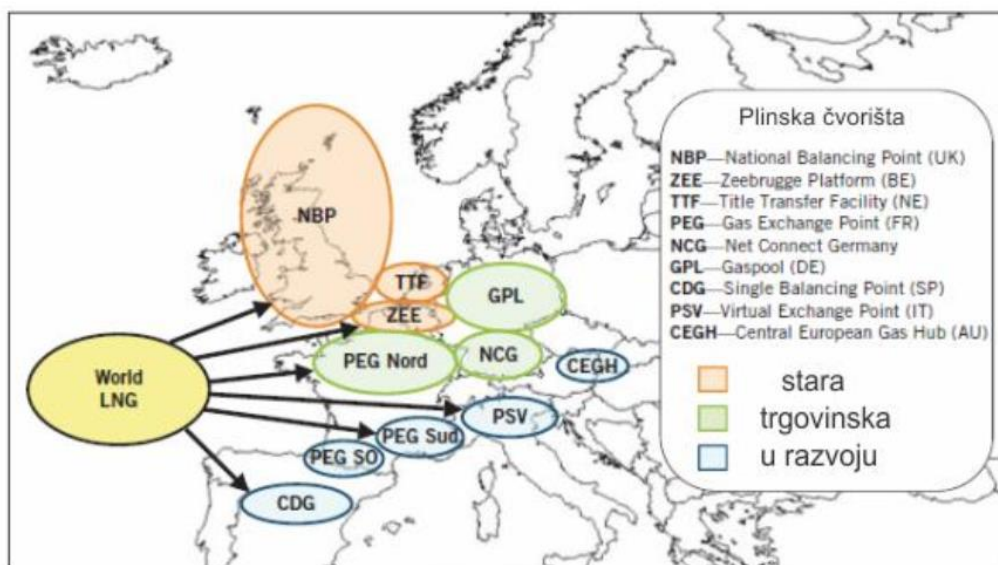 Plinska čvorišta
NBP—National Balancing Point (UK)
ZEE—Zeebrugge Platform (BE)
TTF—Title Transfer Facility (NE)
PEG—Gas Exchange Point (FR)
NCG—Net Connect Germany
GPL—Gaspool (DE)
CDG—Single Balancing Point (SP)
PSV—Virtual Exchange Point (IT)
CEGH—Central European Gas Hub (AU)
stara
trgovinska
u razvoju
NBP
TTF
ZEE
GPL
PEG Nord
NCG
CEGH
World
LNG
PSV
PEG Sud
PEG SO
CDG